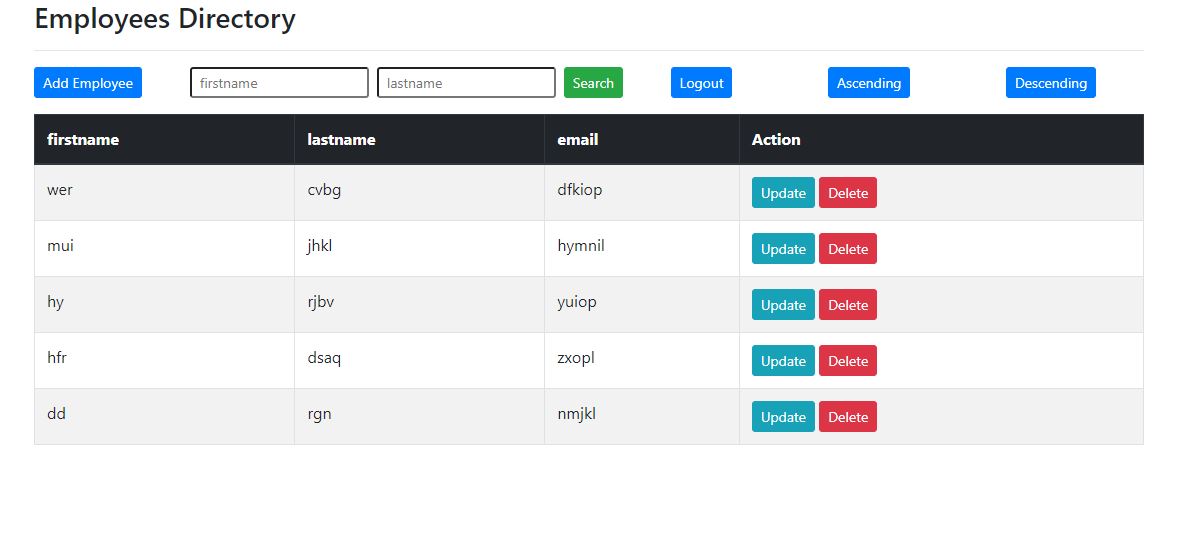 Employees Directory
Add Employee firstname lastname Search Logout Ascending Descending
firstname lastname email Action
wer cvbg dfkiop Update Delete
mui jhkl hymnil Update Delete
hy rjbv yuiop Update Delete
hfr dsaq zxopl Update Delete
dd rgn nmjkl Update Delete